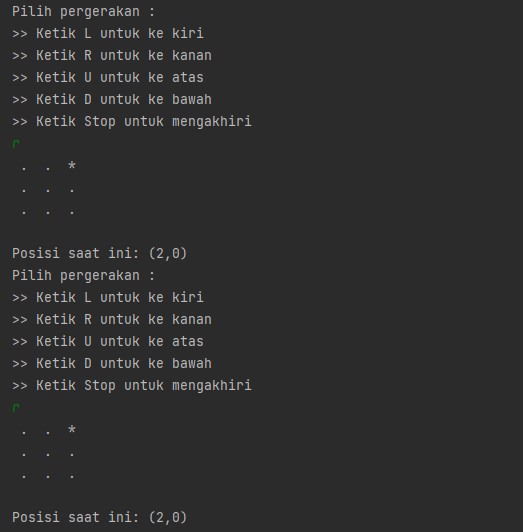 Pilih pergerakan :
>> Ketik L untuk ke kiri
>> Ketik R untuk ke kanan
>> Ketik U untuk ke atas
>> Ketik D untuk ke bawah
>> Ketik Stop untuk mengakhiri
r
 .  .  *
 .  .  .
 .  .  .
Posisi saat ini: (2,0)
Pilih pergerakan :
>> Ketik L untuk ke kiri
>> Ketik R untuk ke kanan
>> Ketik U untuk ke atas
>> Ketik D untuk ke bawah
>> Ketik Stop untuk mengakhiri
r
 .  .  *
 .  .  .
 .  .  .
Posisi saat ini: (2,0)